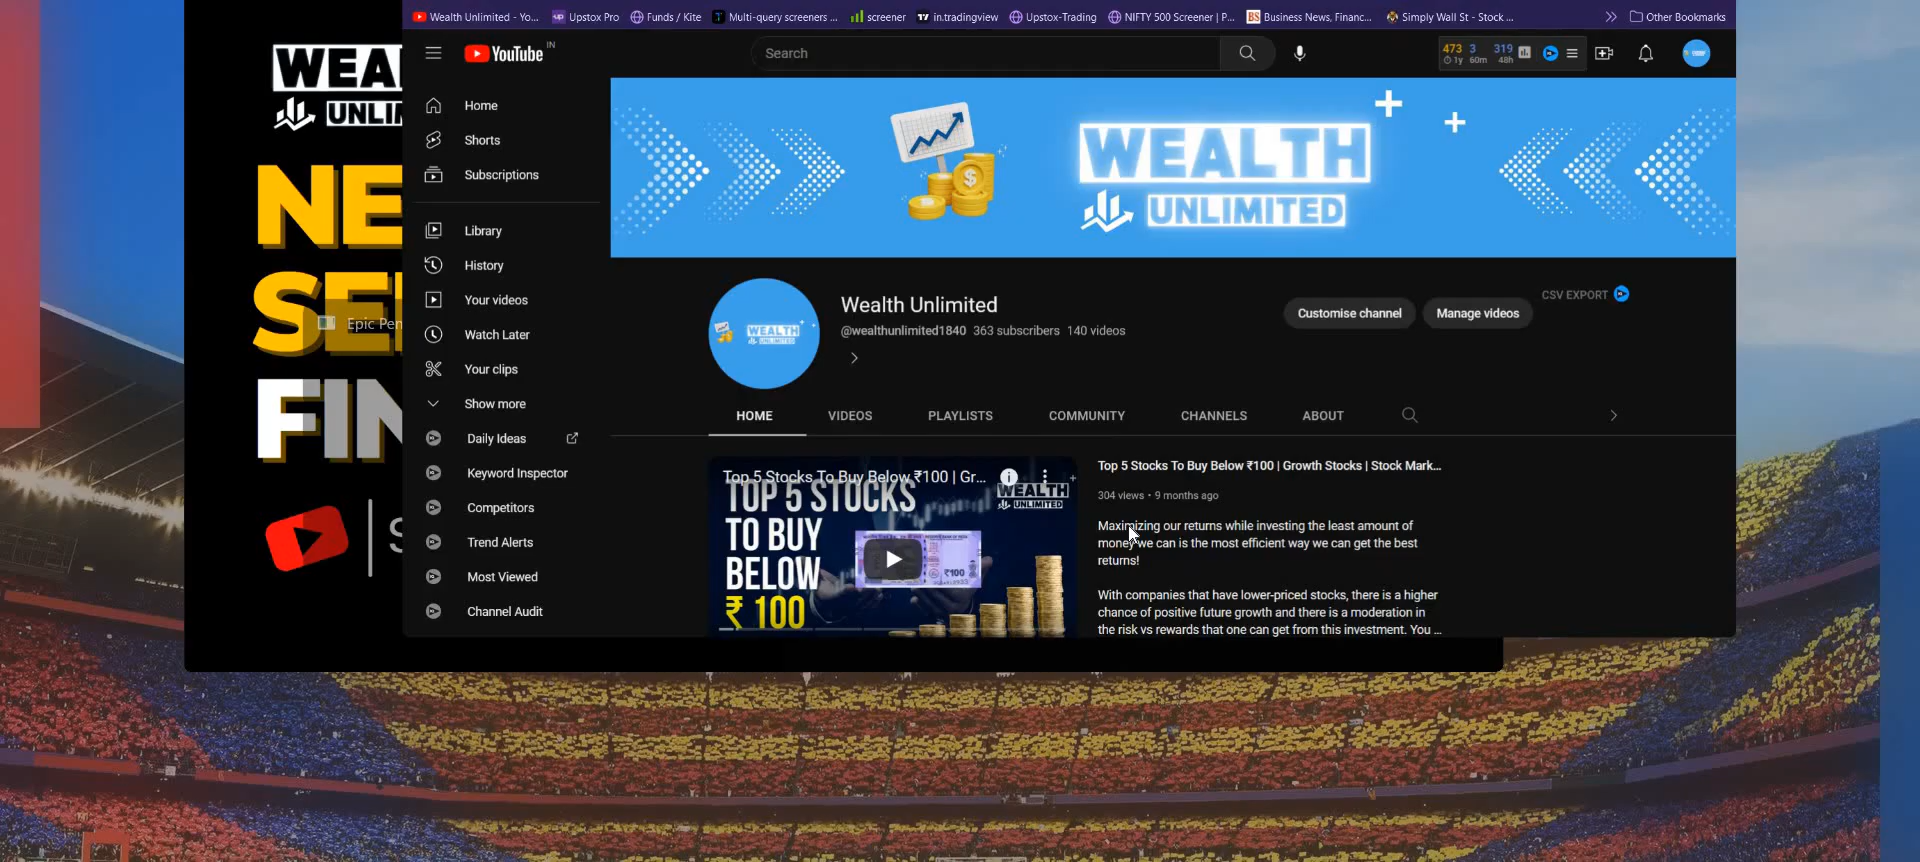 Wealth Unlimited - Yo...
Upstox Pro
Funds / Kite
Multi-query screeners ...
screener
in.tradingview
Upstox-Trading
NIFTY 500 Screener | P...
Business News, Financ...
Simply Wall St - Stock ...
Other Bookmarks
YouTube IN
Search
473 3 319
1y 60m 48h
Home
Shorts
Subscriptions
Library
History
Your videos
Watch Later
Your clips
Show more
Daily Ideas
Keyword Inspector
Competitors
Trend Alerts
Most Viewed
Channel Audit
WEALTH
UNLIMITED
WEALTH
Wealth Unlimited
@wealthunlimited1840 363 subscribers 140 videos
Customise channel
Manage videos
CSV EXPORT
HOME
VIDEOS
PLAYLISTS
COMMUNITY
CHANNELS
ABOUT
Top 5 Stocks To Buy Below ₹100 | Gr...
TOP 5 STOCKS
TO BUY
BELOW
₹ 100
WEALTH
UNLIMITED
₹100
Top 5 Stocks To Buy Below ₹100 | Growth Stocks | Stock Mark...
304 views • 9 months ago
Maximizing our returns while investing the least amount of
money we can is the most efficient way we can get the best
returns!
With companies that have lower-priced stocks, there is a higher
chance of positive future growth and there is a moderation in
the risk vs rewards that one can get from this investment. You ...
WEA
UNLI
NE
SE
FIN
Epic Pen
S